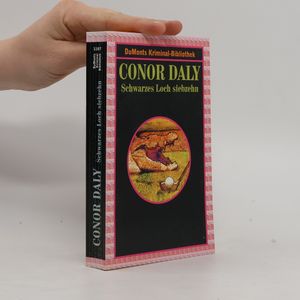 DuMonts Kriminal-Bibliothek
CONOR DALY
Schwarzes Loch siebzehn
CONOR DALY Schwarzes Loch siebzehn